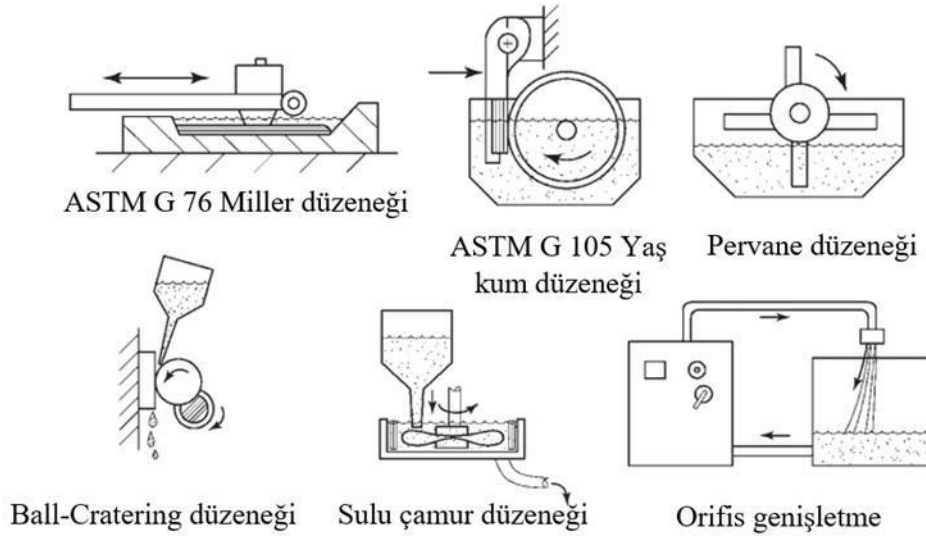 ASTM G 76 Miller düzeneği
ASTM G 105 Yaş
kum düzeneği
Pervane düzeneği
Ball-Cratering düzeneği
Sulu çamur düzeneği
Orifis genişletme